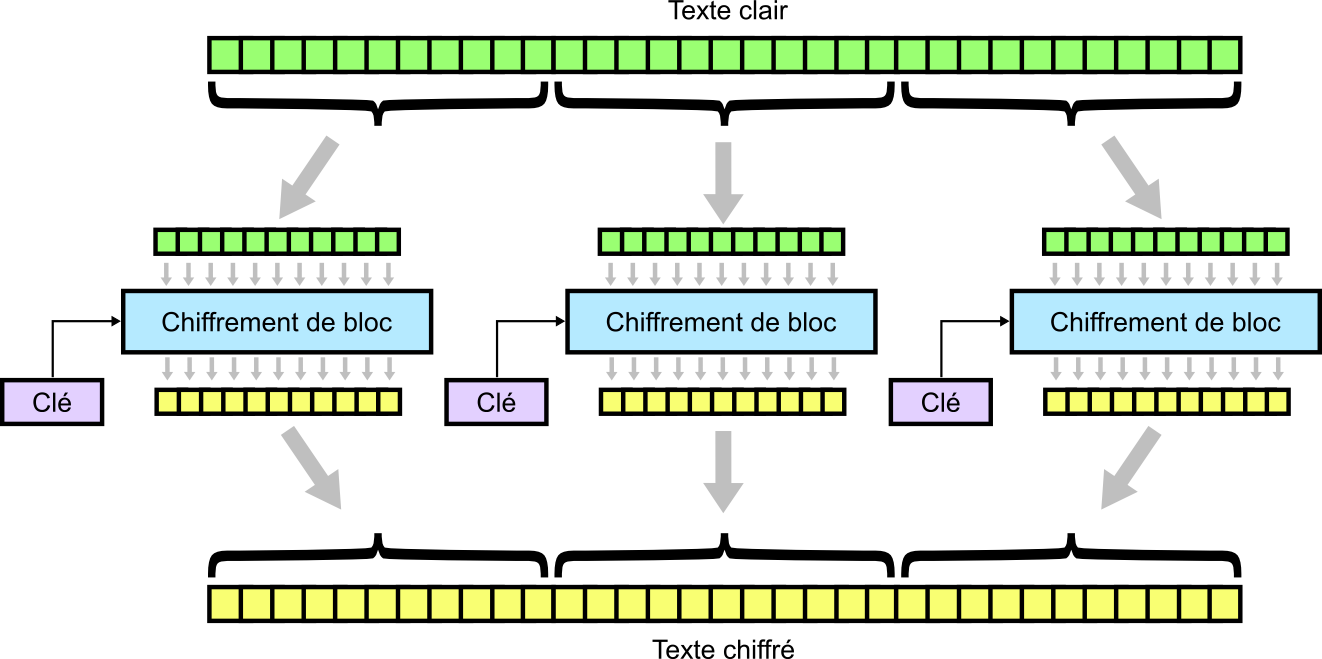 Texte clair
Chiffrement de bloc
Chiffrement de bloc
Chiffrement de bloc
Clé
Clé
Clé
Texte chiffré